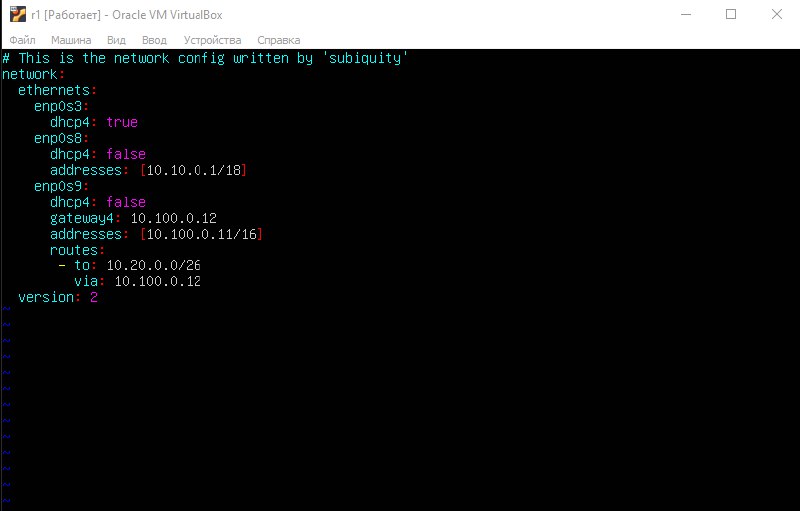 r1 [Работает] - Oracle VM VirtualBox
Файл Машина Вид Ввод Устройства Справка
# This is the network config written by 'subiquity'
network:
  ethernets:
    enp0s3:
      dhcp4: true
    enp0s8:
      dhcp4: false
      addresses: [10.10.0.1/18]
    enp0s9:
      dhcp4: false
      gateway4: 10.100.0.12
      addresses: [10.100.0.11/16]
      routes:
       - to: 10.20.0.0/26
         via: 10.100.0.12
  version: 2
~
~
~
~
~
~
~
~
~
~
~
~
~